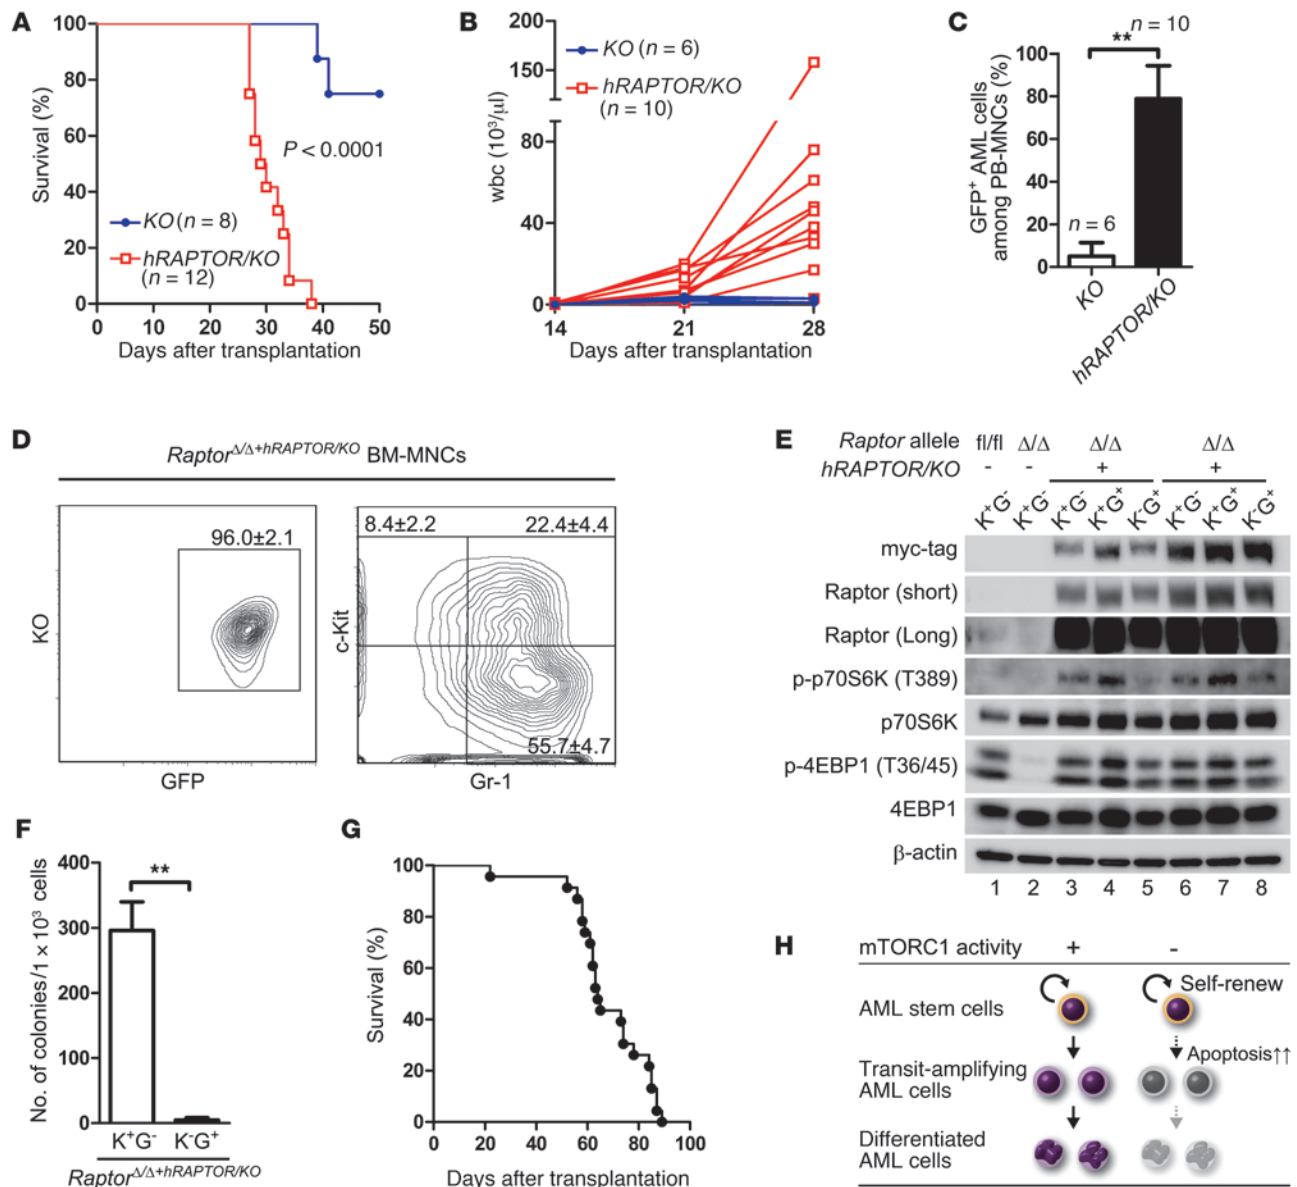 A
Survival (%)
100
80
60
40
20
0
P < 0.0001
KO (n = 8)
hRAPTOR/KO
(n = 12)
0 10 20 30 40 50
Days after transplantation
B
wbc (10³/µl)
200
150
80
40
0
KO (n = 6)
hRAPTOR/KO
(n = 10)
14 21 28
Days after transplantation
C
GFP⁺ AML cells
among PB-MNCs (%)
100
80
60
40
20
0
n = 10
**
n = 6
KO
hRAPTOR/KO
D
Raptor^Δ/Δ+hRAPTOR/KO BM-MNCs
96.0±2.1
KO
GFP
8.4±2.2 22.4±4.4
55.7±4.7
c-Kit
Gr-1
E
Raptor allele fl/fl Δ/Δ Δ/Δ Δ/Δ
hRAPTOR/KO - - + +
K⁺G⁻ K⁺G⁻ K⁺G⁻ K⁺G⁺ K⁻G⁺ K⁺G⁻ K⁺G⁺ K⁻G⁺
myc-tag
Raptor (short)
Raptor (Long)
p-p70S6K (T389)
p70S6K
p-4EBP1 (T36/45)
4EBP1
β-actin
1 2 3 4 5 6 7 8
F
No. of colonies/1 × 10³ cells
400
300
200
100
0
**
K⁺G⁻ K⁻G⁺
Raptor^Δ/Δ+hRAPTOR/KO
G
Survival (%)
100
80
60
40
20
0
0 20 40 60 80 100
Days after transplantation
H
mTORC1 activity + -
AML stem cells
Self-renew
Apoptosis↑↑
Transit-amplifying
AML cells
Differentiated
AML cells